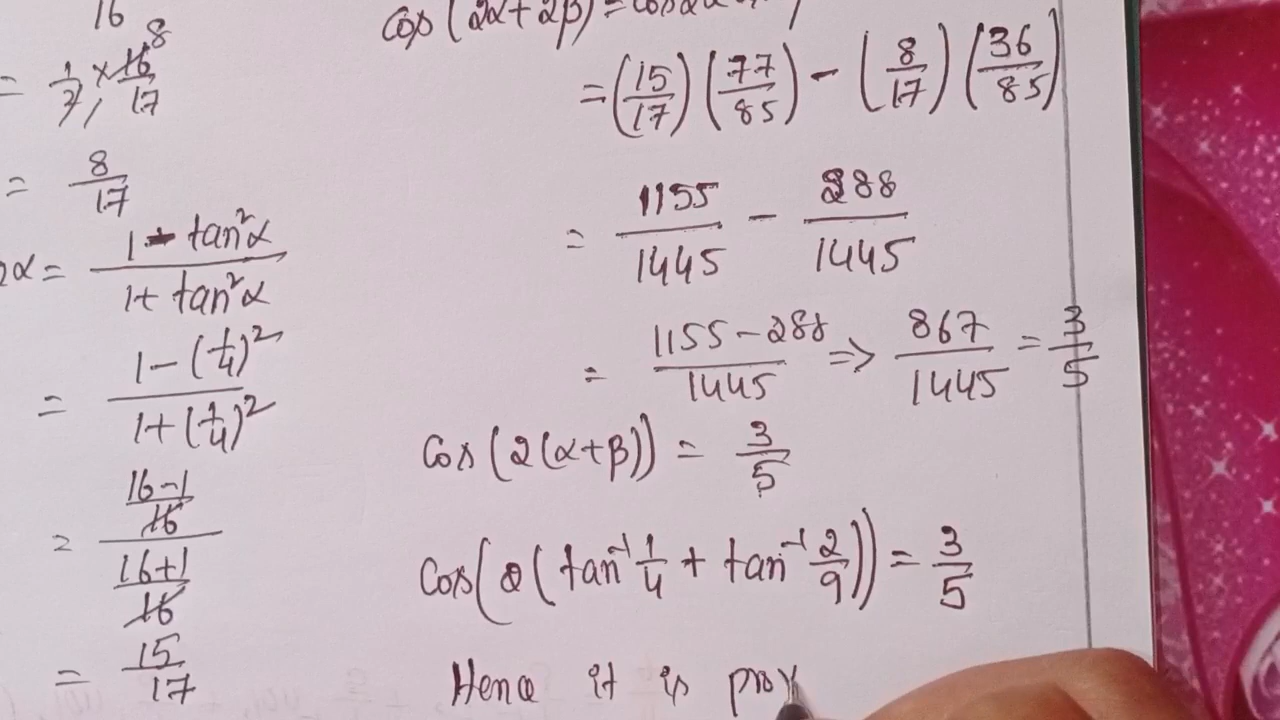 16
= 1/2 × 16/17 8
= 8/17
2α = (1 - tan²α)/(1 + tan²α)
= (1 - (1/4)²)/(1 + (1/4)²)
= ((16-1)/16)/((16+1)/16)
= 15/17
Cos (2α + 2β) = cos2α
= (15/17) (77/85) - (8/17) (36/85)
= 1155/1445 - 288/1445
= (1155 - 288)/1445 => 867/1445 = 3/5
Cos (2(α+β)) = 3/5
Cos (2 (tan⁻¹ 1/4 + tan⁻¹ 2/9)) = 3/5
Hence it is prov